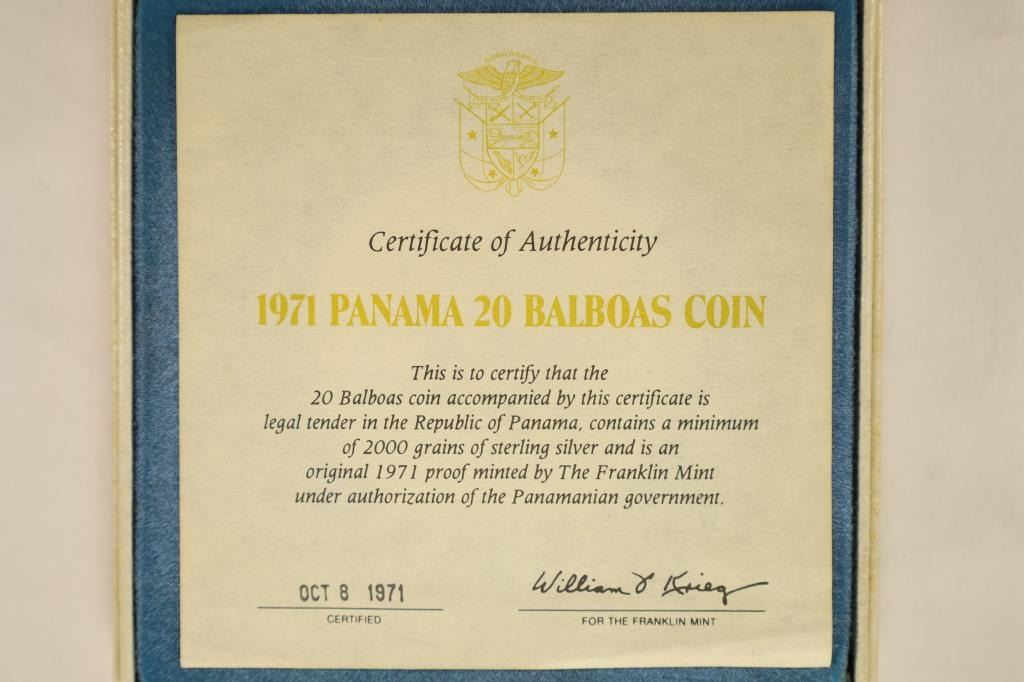 Certificate of Authenticity
1971 PANAMA 20 BALBOAS COIN
This is to certify that the
20 Balboas coin accompanied by this certificate is
legal tender in the Republic of Panama, contains a minimum
of 2000 grains of sterling silver and is an
original 1971 proof minted by The Franklin Mint
under authorization of the Panamanian government.
OCT 8 1971
CERTIFIED
William J Krieg
FOR THE FRANKLIN MINT